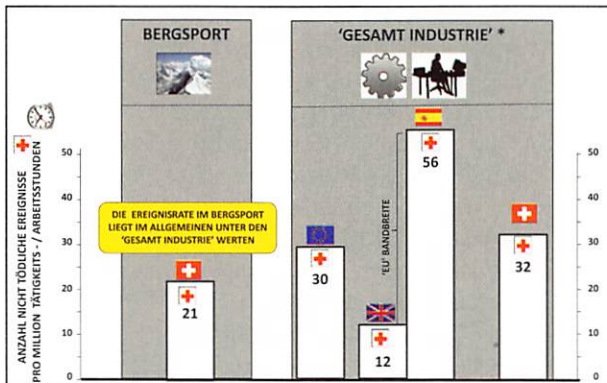 BERGSPORT
'GESAMT INDUSTRIE' *
ANZAHL NICHT TÖDLICHE EREIGNISSE
PRO MILLION TÄTIGKEITS - / ARBEITSSTUNDEN
50
40
30
20
10
0
DIE EREIGNISRATE IM BERGSPORT
LIEGT IM ALLGEMEINEN UNTER DEN
'GESAMT INDUSTRIE' WERTEN
21
30
12
'EU' BANDBREITE
56
32
50
40
30
20
10
0